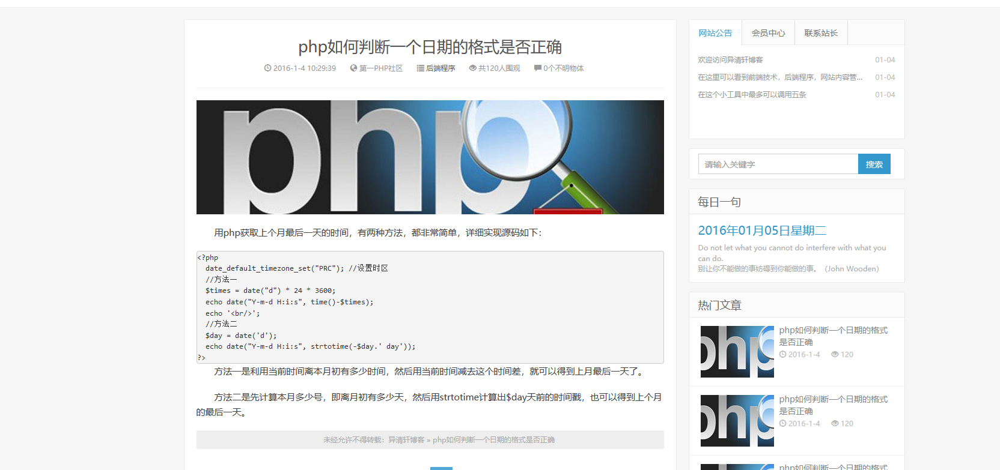 php如何判断一个日期的格式是否正确
2016-1-4 10:29:39 第一PHP社区 后端程序 共120人围观 0个不明物体
php
用php获取上个月最后一天的时间，有两种方法，都非常简单，详细实现源码如下：
<?php
date_default_timezone_set("PRC"); //设置时区
//方法一
$times = date("d") * 24 * 3600;
echo date("Y-m-d H:i:s", time()-$times);
echo '<br/>';
//方法二
$day = date('d');
echo date("Y-m-d H:i:s", strtotime(-$day.' day'));
?>
方法一是利用当前时间离本月初有多少时间，然后用当前时间减去这个时间差，就可以得到上月最后一天了。
方法二是先计算本月多少号，即离月初有多少天，然后用strtotime计算出$day天前的时间戳，也可以得到上个月
的最后一天。
未经允许不得转载：异清轩博客 » php如何判断一个日期的格式是否正确
网站公告 会员中心 联系站长
欢迎访问异清轩博客 01-04
在这里可以看到前端技术，后端程序，网站内容管... 01-04
在这个小工具中最多可以调用五条 01-04
请输入关键字 搜索
每日一句
2016年01月05日星期二
Do not let what you cannot do interfere with what you
can do.
别让你不能做的事妨碍到你能做的事。（John Wooden）
热门文章
php
php如何判断一个日期的格式
是否正确
2016-1-4 120
php
php如何判断一个日期的格式
是否正确
2016-1-4 120
php如何判断一个日期的格式